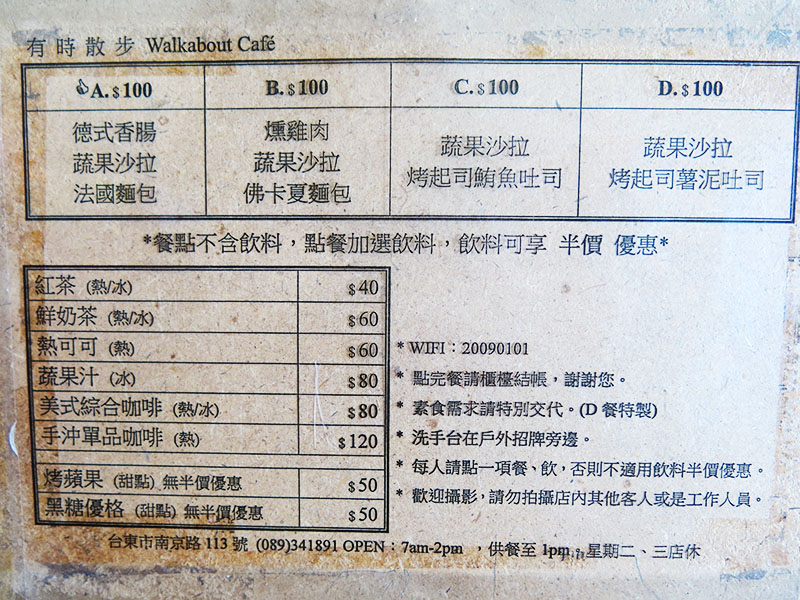 有時散步 Walkabout Café
A. $100 B. $100 C. $100 D. $100
德式香腸 燻雞肉 蔬果沙拉 蔬果沙拉
蔬果沙拉 蔬果沙拉 烤起司鮪魚吐司 烤起司薯泥吐司
法國麵包 佛卡夏麵包
*餐點不含飲料，點餐加選飲料，飲料可享 半價 優惠*
紅茶 (熱/冰) $40
鮮奶茶 (熱/冰) $60
熱可可 (熱) $60
蔬果汁 (冰) $80
美式綜合咖啡 (熱/冰) $80
手沖單品咖啡 (熱) $120
烤蘋果 (甜點) 無半價優惠 $50
黑糖優格 (甜點) 無半價優惠 $50
* WIFI：20090101
* 點完餐請櫃檯結帳，謝謝您。
* 素食需求請特別交代。(D 餐特製)
* 洗手台在戶外招牌旁邊。
* 每人請點一項餐、飲，否則不適用飲料半價優惠。
* 歡迎攝影，請勿拍攝店內其他客人或是工作人員。
台東市南京路 113 號 (089)341891 OPEN：7am-2pm ，供餐至 1pm。星期二、三店休